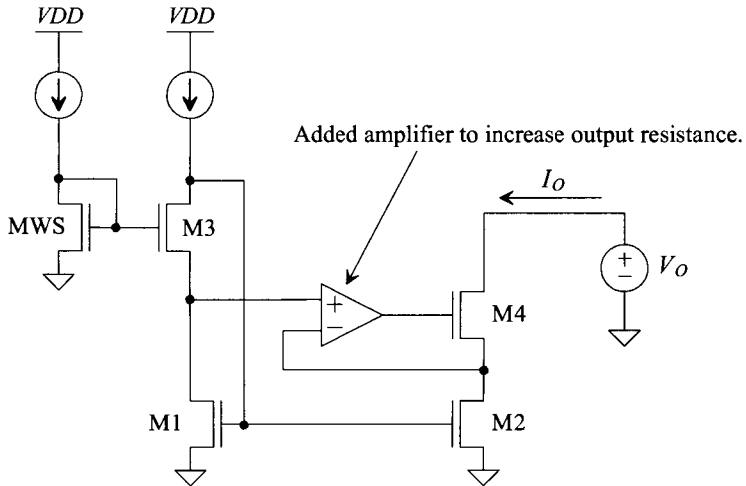 VDD
VDD
Added amplifier to increase output resistance.
I_O
MWS
M3
+
−
V_O
+
−
M4
M1
M2